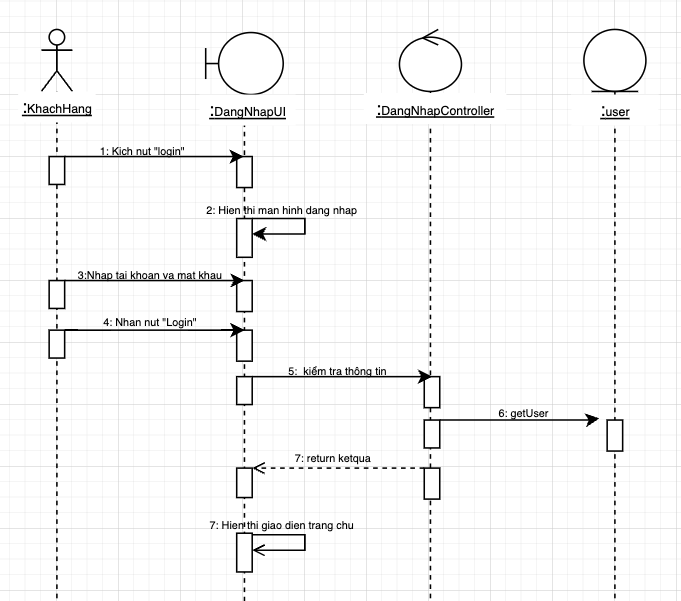 :KhachHang
:DangNhapUI
:DangNhapController
:user
1: Kich nut "login"
2: Hien thi man hinh dang nhap
3:Nhap tai khoan va mat khau
4: Nhan nut "Login"
5: kiểm tra thông tin
6: getUser
7: return ketqua
7: Hien thi giao dien trang chu